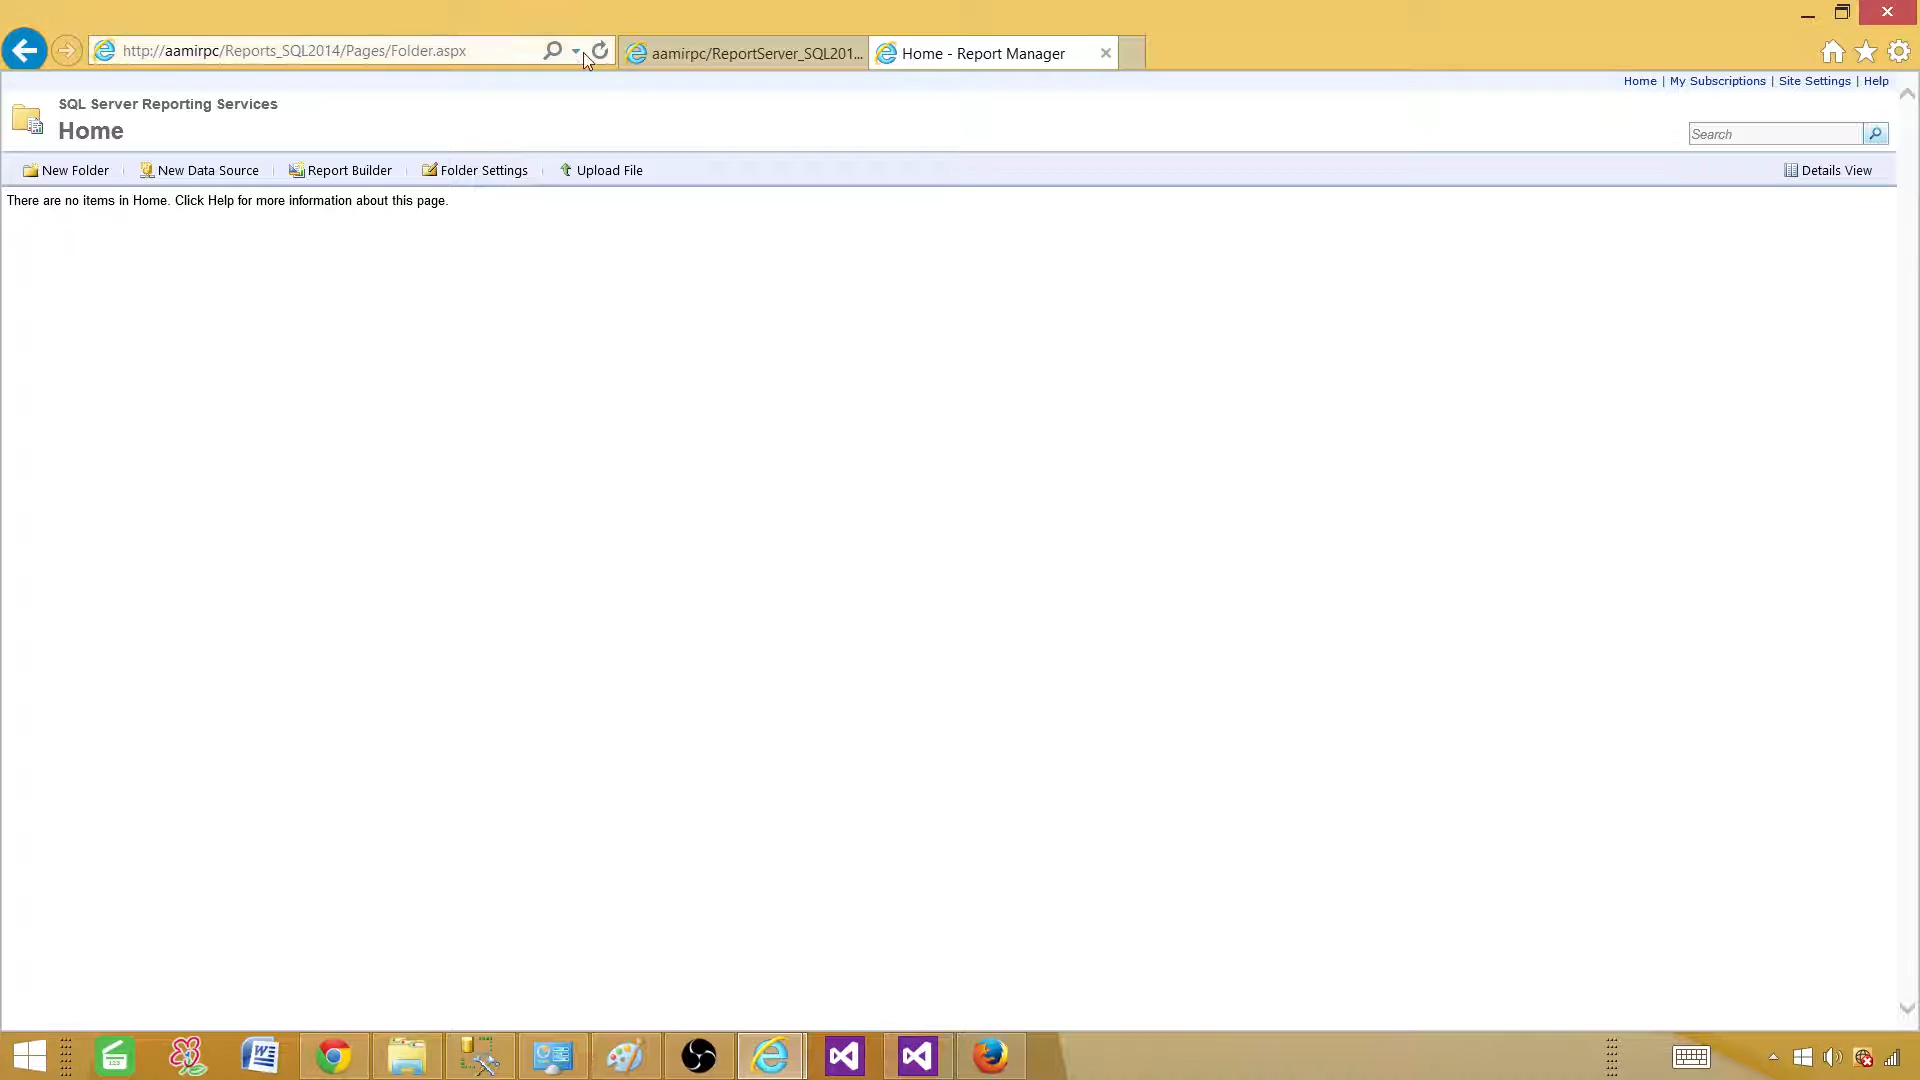 http://aamirpc/Reports_SQL2014/Pages/Folder.aspx
aamirpc/ReportServer_SQL201...
Home - Report Manager
Home | My Subscriptions | Site Settings | Help
SQL Server Reporting Services
Home
Search
New Folder
New Data Source
Report Builder
Folder Settings
Upload File
Details View
There are no items in Home. Click Help for more information about this page.
123